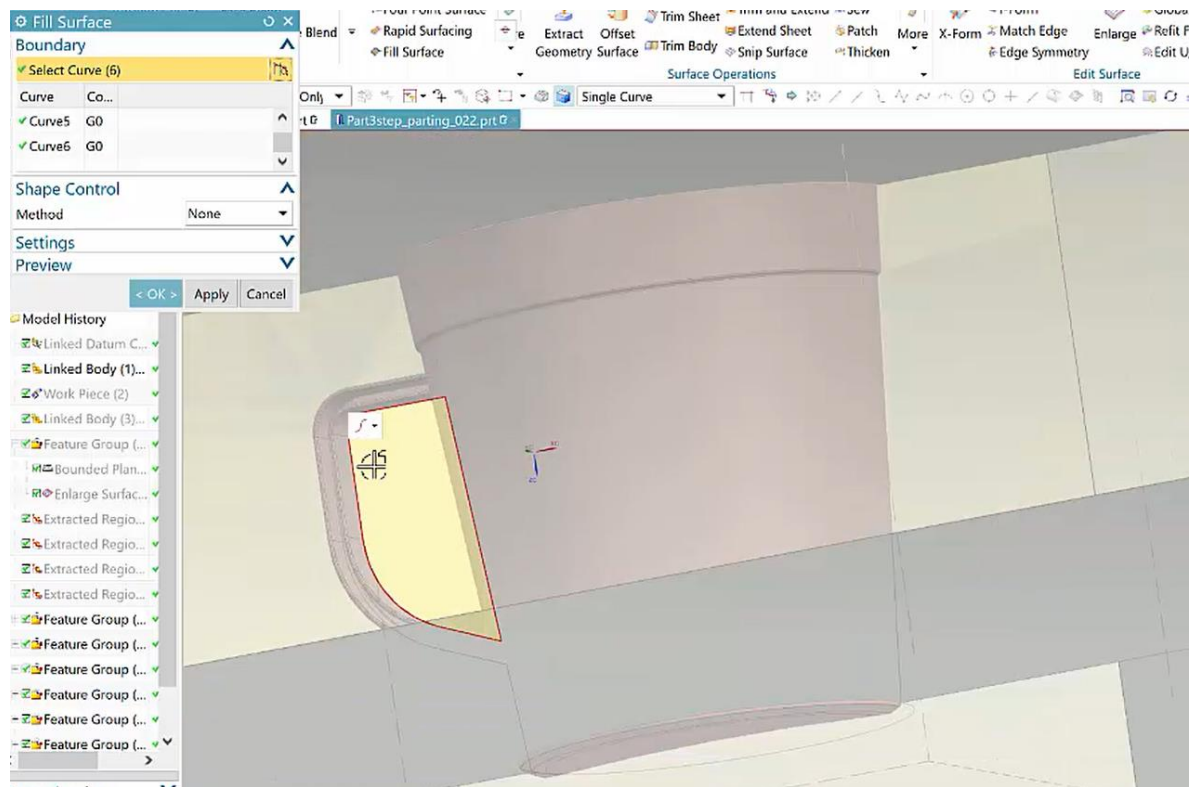 Fill Surface
Boundary
Select Curve (6)
Curve Co...
Curve5 G0
Curve6 G0
Shape Control
Method None
Settings
Preview
< OK > Apply Cancel
Blend
Rapid Surfacing
Fill Surface
Extract Geometry
Offset Surface
Trim Sheet
Trim Body
Extend Sheet
Snip Surface
Patch
Thicken
More
X-Form
Match Edge
Edge Symmetry
Enlarge
Surface Operations
Edit Surface
Single Curve
Part3step_parting_022.prt
Model History
Linked Datum C...
Linked Body (1)...
Work Piece (2)
Linked Body (3)...
Feature Group (...
Bounded Plan...
Enlarge Surfac...
Extracted Regio...
Extracted Regio...
Extracted Regio...
Extracted Regio...
Feature Group (...
Feature Group (...
Feature Group (...
Feature Group (...
Feature Group (...
Feature Group (...